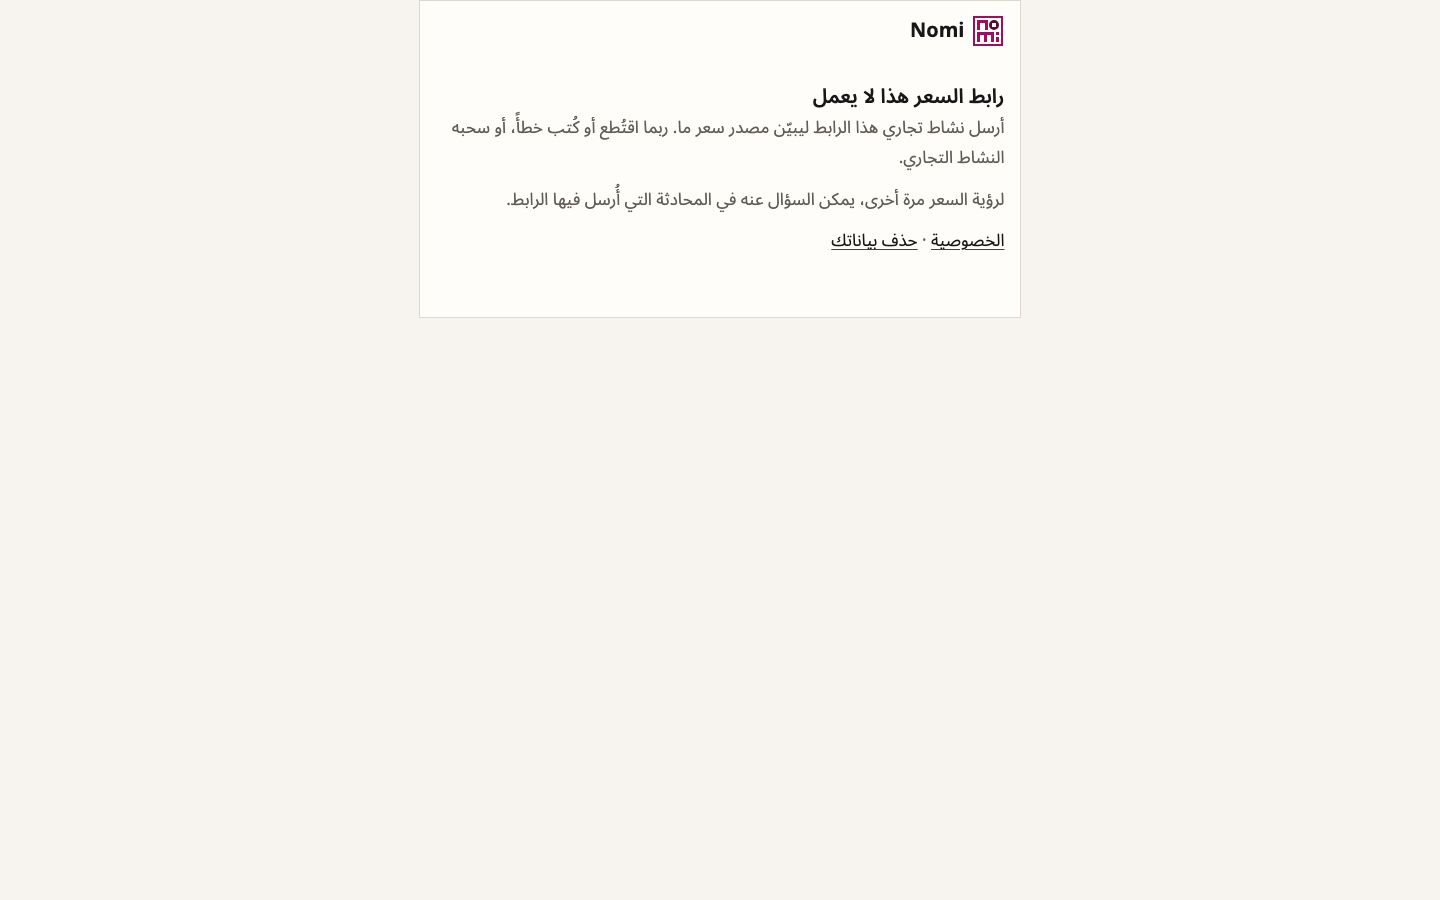 nomi Nomi
رابط السعر هذا لا يعمل
أرسل نشاط تجاري هذا الرابط ليبيّن مصدر سعر ما. ربما اقتُطع أو كُتب خطأً، أو سحبه
النشاط التجاري.
لرؤية السعر مرة أخرى، يمكن السؤال عنه في المحادثة التي أُرسل فيها الرابط.
الخصوصية · حذف بياناتك